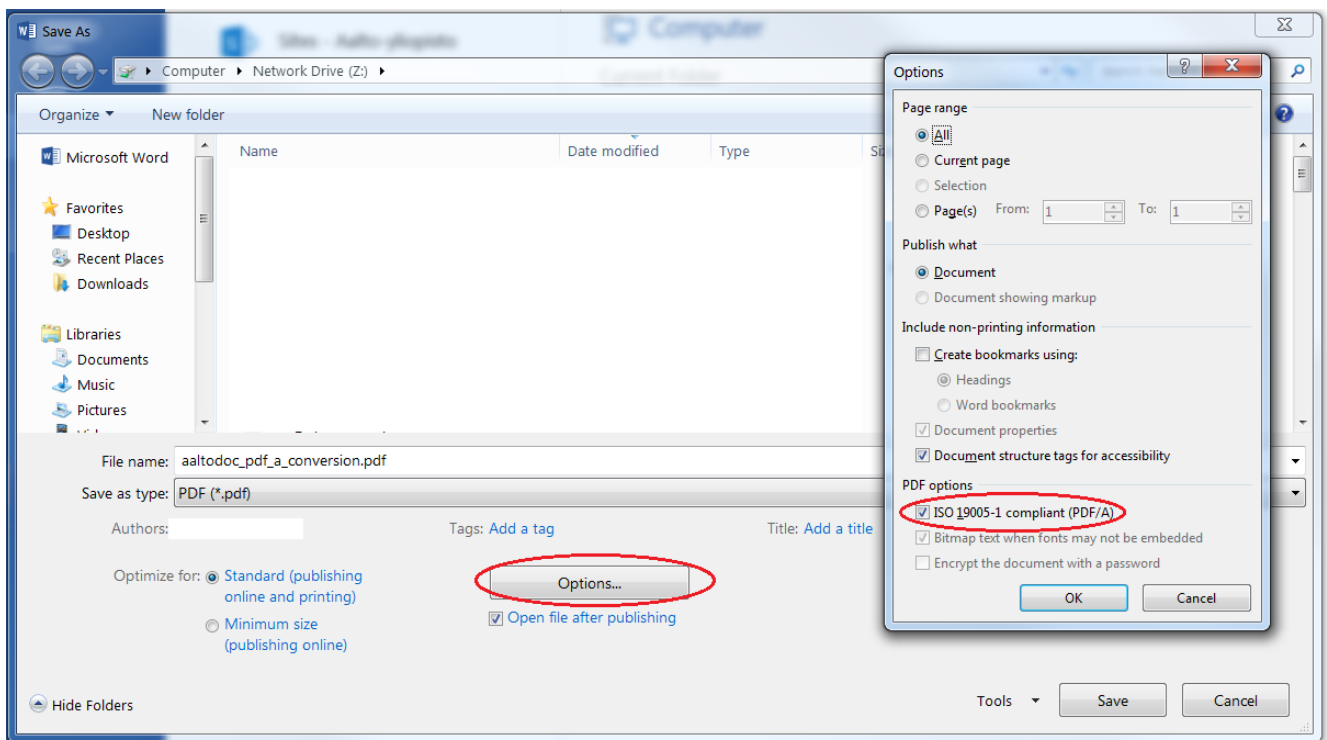 Save As
Sites - Aalto-yliopisto
Computer
Current Folder
Computer Network Drive (Z:)
Organize New folder
Microsoft Word
Favorites
Desktop
Recent Places
Downloads
Libraries
Documents
Music
Pictures
Name Date modified Type
File name: aaltodoc_pdf_a_conversion.pdf
Save as type: PDF (*.pdf)
Authors: Tags: Add a tag Title: Add a title
Optimize for: Standard (publishing
online and printing)
Minimum size
(publishing online)
Options...
Open file after publishing
Hide Folders
Tools Save Cancel
Options
Page range
All
Current page
Selection
Page(s) From: 1 To: 1
Publish what
Document
Document showing markup
Include non-printing information
Create bookmarks using:
Headings
Word bookmarks
Document properties
Document structure tags for accessibility
PDF options
ISO 19005-1 compliant (PDF/A)
Bitmap text when fonts may not be embedded
Encrypt the document with a password
OK Cancel